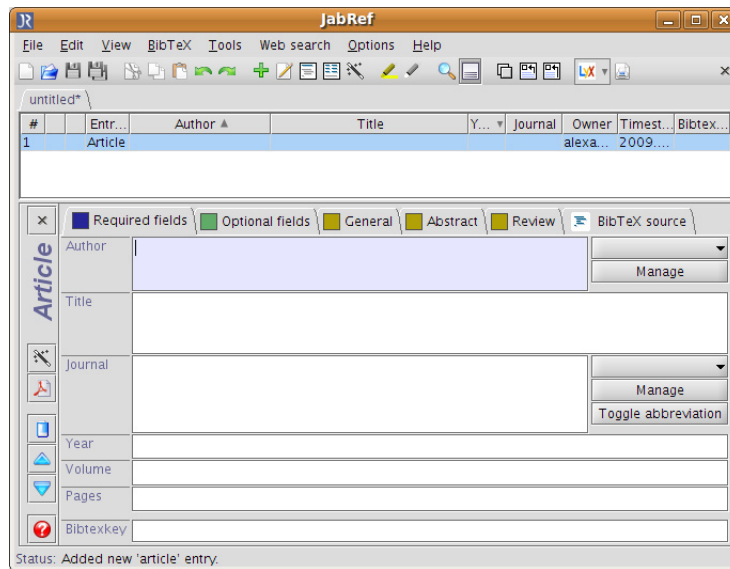 JabRef
File Edit View BibTeX Tools Web search Options Help
untitled*
# Entr... Author Title Y... Journal Owner Timest... Bibtex...
1 Article alexa... 2009....
Required fields Optional fields General Abstract Review BibTeX source
Article
Author
Manage
Title
Journal
Manage
Toggle abbreviation
Year
Volume
Pages
Bibtexkey
Status: Added new 'article' entry.